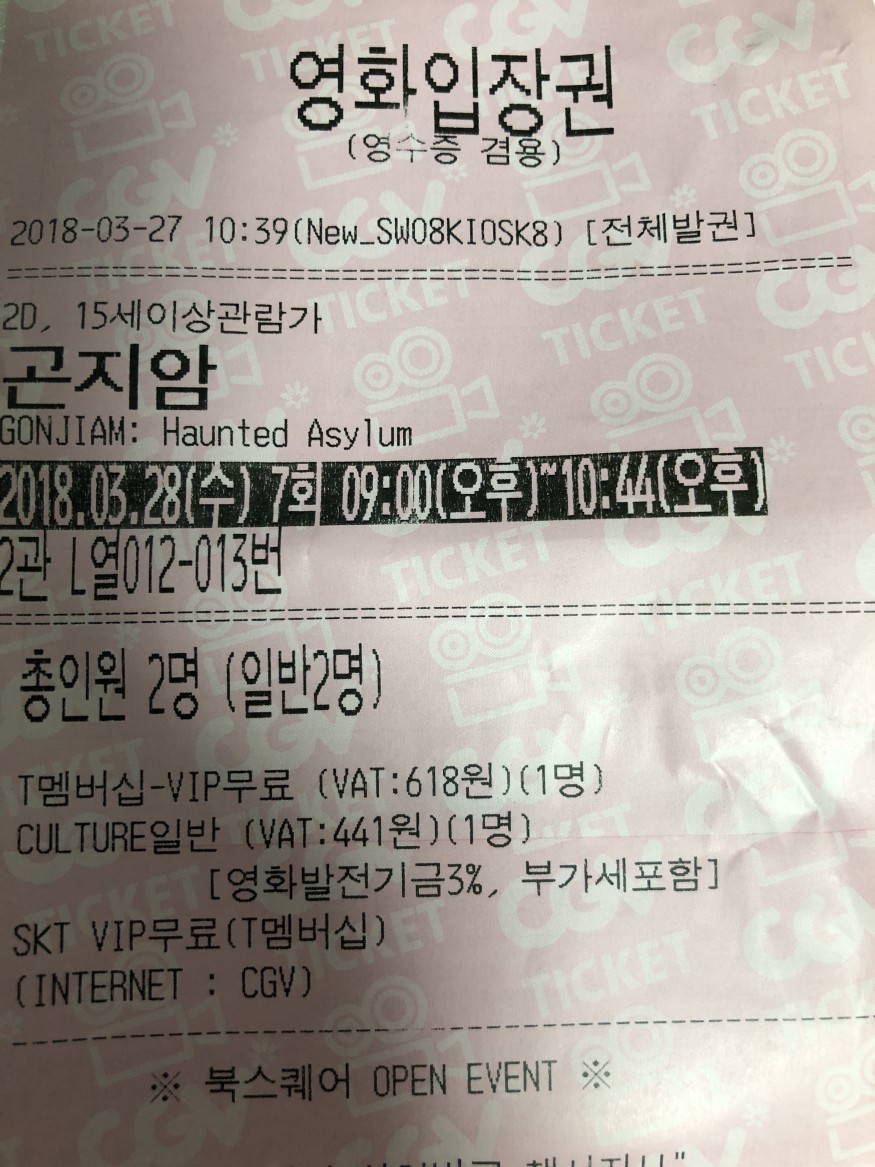 영화입장권
(영수증 겸용)
2018-03-27 10:39(New_SW08KIOSK8) [전체발권]
2D, 15세이상관람가
곤지암
GONJIAM: Haunted Asylum
2018.03.28(수) 7회 09:00(오후)~10:44(오후)
2관 L열012-013번
총인원 2명 (일반2명)
T멤버십-VIP무료 (VAT:618원)(1명)
CULTURE일반 (VAT:441원)(1명)
[영화발전기금3%, 부가세포함]
SKT VIP무료(T멤버십)
(INTERNET : CGV)
※ 북스퀘어 OPEN EVENT ※